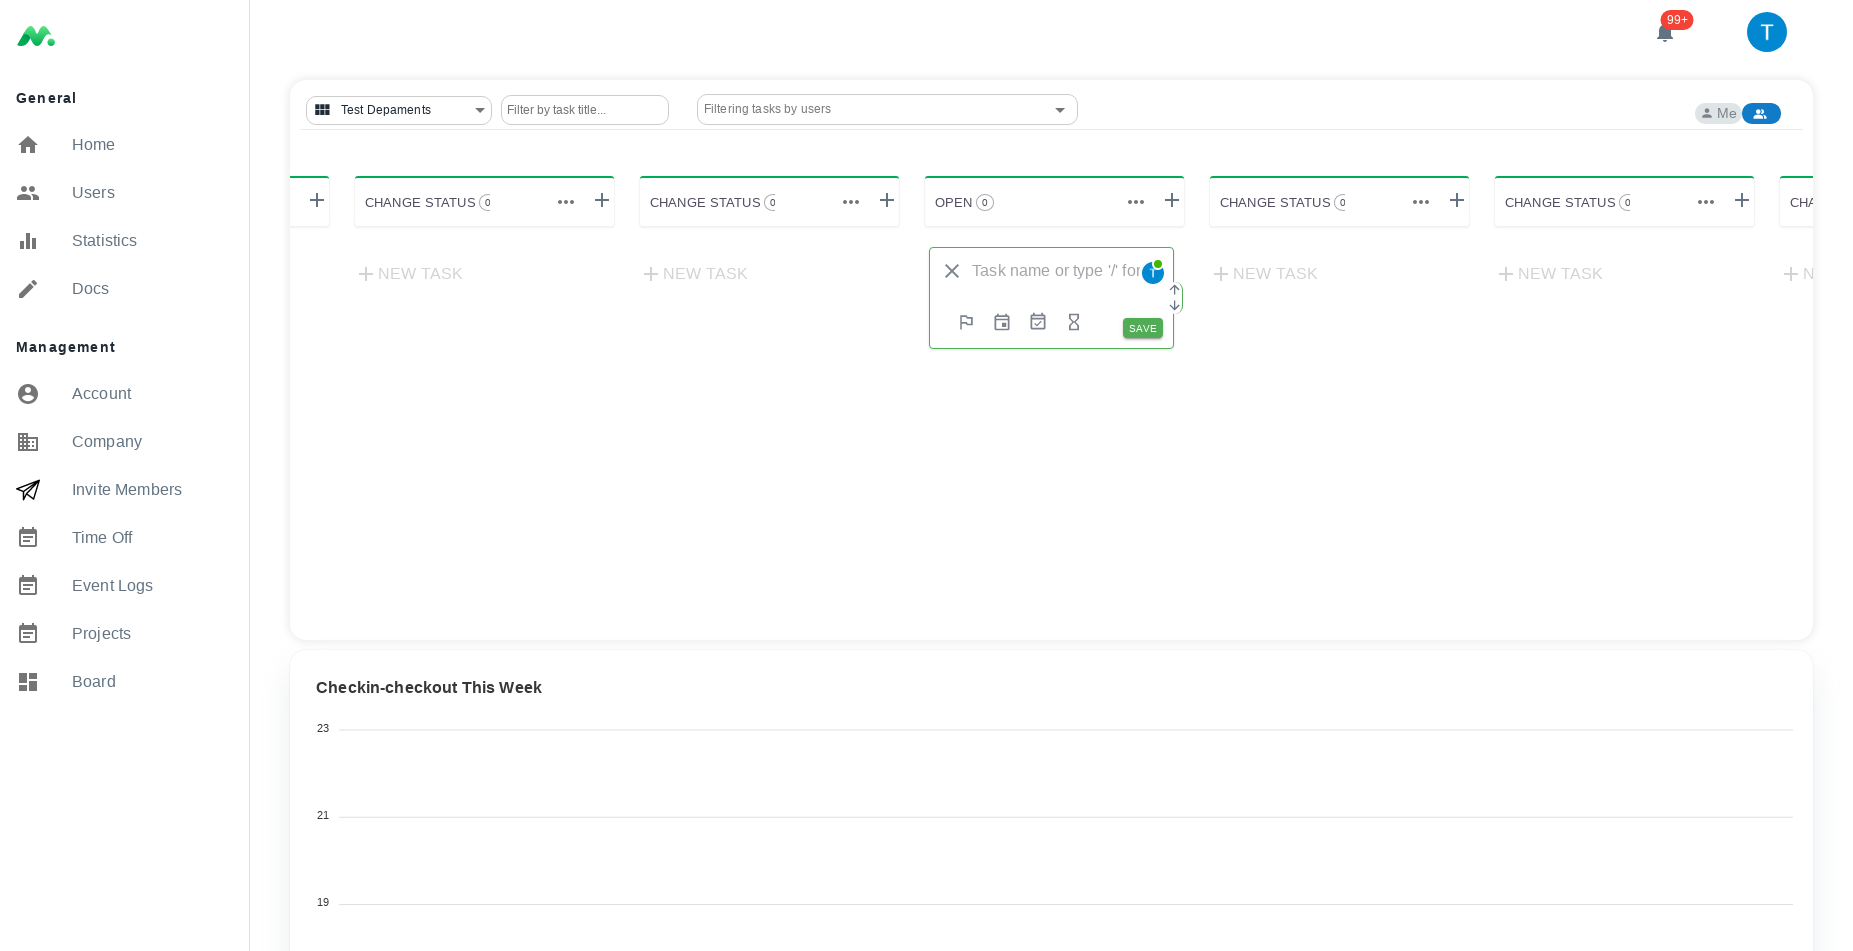 99+
T
General
Home
Users
Statistics
Docs
Management
Account
Company
Invite Members
Time Off
Event Logs
Projects
Board
Test Depaments
Filter by task title...
Filtering tasks by users
Me
CHANGE STATUS 0
CHANGE STATUS 0
OPEN 0
CHANGE STATUS 0
CHANGE STATUS 0
CHA
NEW TASK
NEW TASK
Task name or type '/' for
T
SAVE
NEW TASK
NEW TASK
N
Checkin-checkout This Week
23
21
19